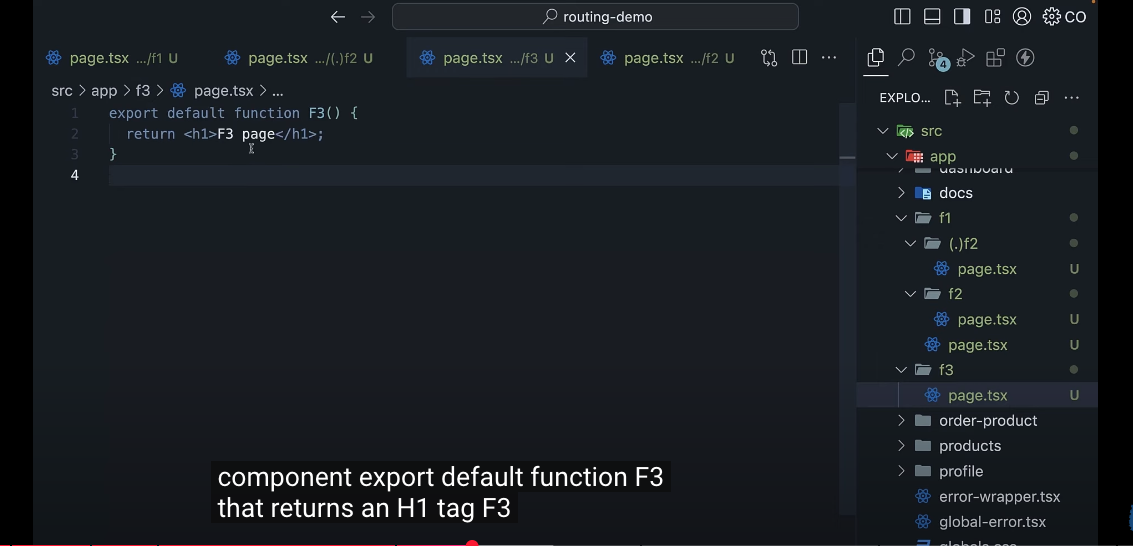 routing-demo
CO
page.tsx .../f1 U
page.tsx .../(.)f2 U
page.tsx .../f3 U
page.tsx .../f2 U
4
src > app > f3 > page.tsx > ...
EXPLO...
1 export default function F3() {
2 return <h1>F3 page</h1>;
3 }
4
src
app
dashboard
docs
f1
(.)f2
page.tsx U
f2
page.tsx U
page.tsx U
f3
page.tsx U
order-product
products
profile
error-wrapper.tsx
global-error.tsx
globals.css
component export default function F3
that returns an H1 tag F3